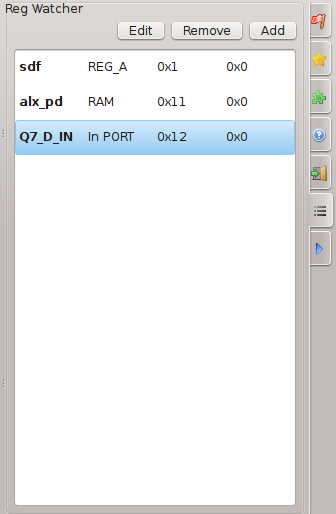 Reg Watcher
Edit Remove Add
sdf REG_A 0x1 0x0
alx_pd RAM 0x11 0x0
Q7_D_IN In PORT 0x12 0x0